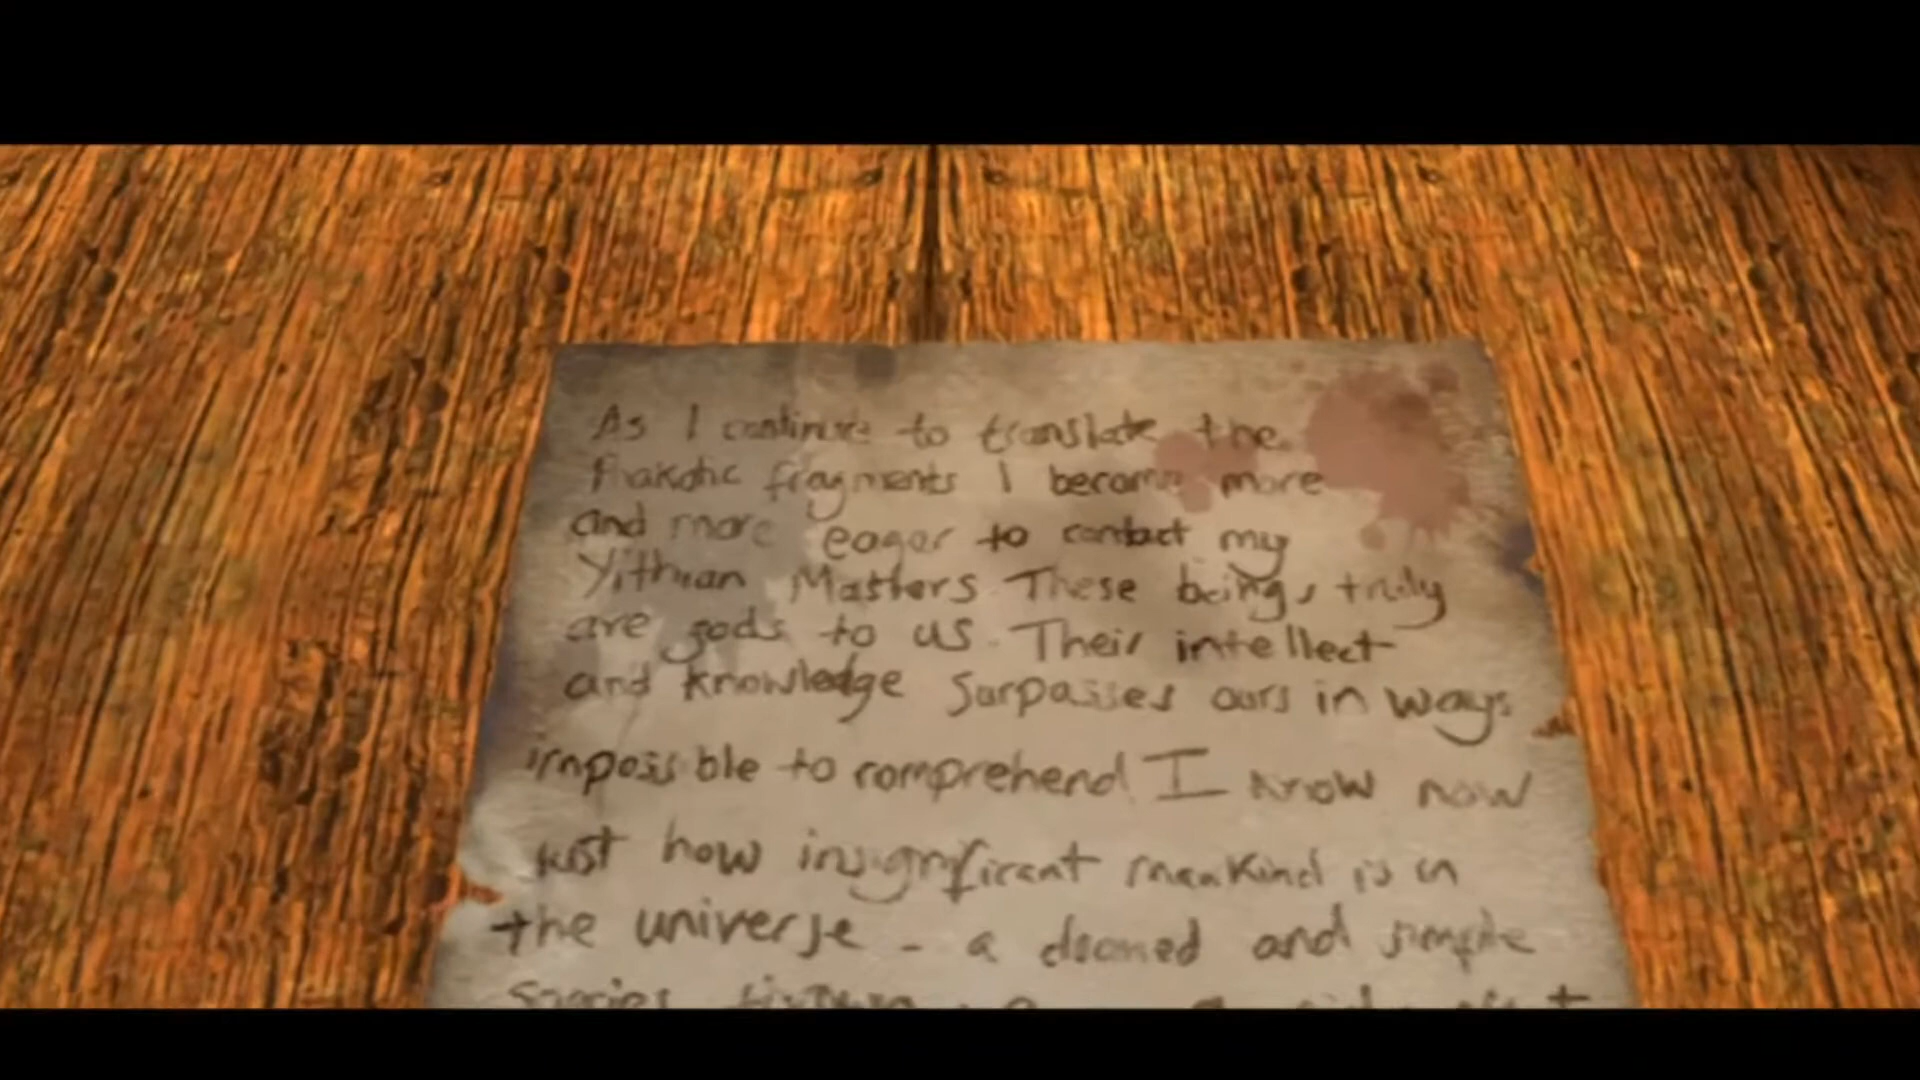 As I continue to translate the
Pnakotic fragments I become more
and more eager to contact my
Yithian Masters These beings truly
are gods to us. Their intellect
and knowledge surpasses ours in ways
impossible to comprehend I know now
just how insignificant mankind is in
the universe - a doomed and simple
species